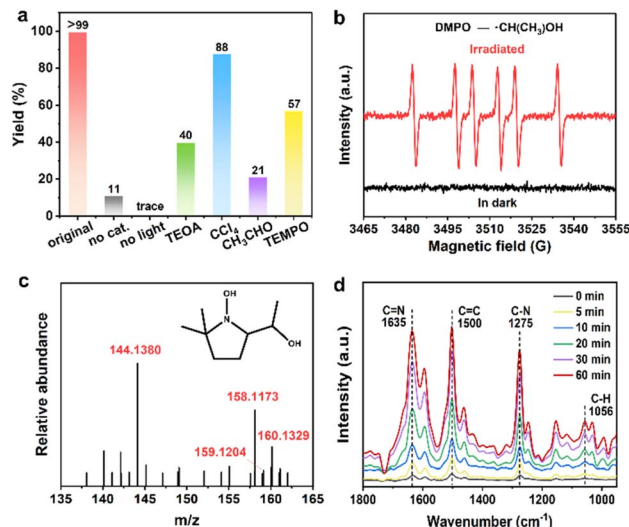 a
Yield (%)
100
80
60
40
20
0
>99
11
trace
40
88
21
57
original
no cat.
no light
TEOA
CCl₄
CH₃CHO
TEMPO
b
DMPO — ·CH(CH₃)OH
Irradiated
In dark
Intensity (a.u.)
3465 3480 3495 3510 3525 3540 3555
Magnetic field (G)
c
OH
N
OH
144.1380
158.1173
159.1204
160.1329
Relative abundance
135 140 145 150 155 160 165
m/z
d
C=N
1635
C=C
1500
C-N
1275
C-H
1056
0 min
5 min
10 min
20 min
30 min
60 min
Intensity (a.u.)
1800 1600 1400 1200 1000
Wavenumber (cm⁻¹)